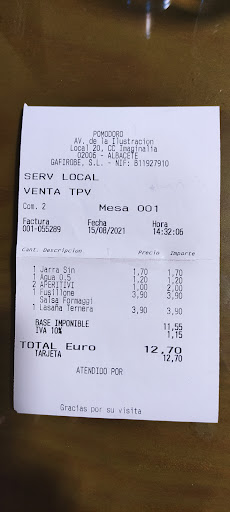 POMODORO
AV. de la Ilustracion
Local 20, CC Imaginalia
02006 - ALBACETE
GAFIROBE, S.L. - NIF: B11927910
SERV LOCAL
VENTA TPV
Com. 2 Mesa 001
Factura Fecha Hora
001-055289 15/08/2021 14:32:06
Cant. Descripcion Precio Importe
1 Jarra Sin 1,70 1,70
1 Agua 0.5 1,20 1,20
2 APERITIVI 1,00 2,00
1 Fusillone 3,90 3,90
Salsa Formaggi
1 Lasaña Ternera 3,90 3,90
BASE IMPONIBLE 11,55
IVA 10% 1,15
TOTAL Euro 12,70
TARJETA 12,70
ATENDIDO POR
Gracias por su visita